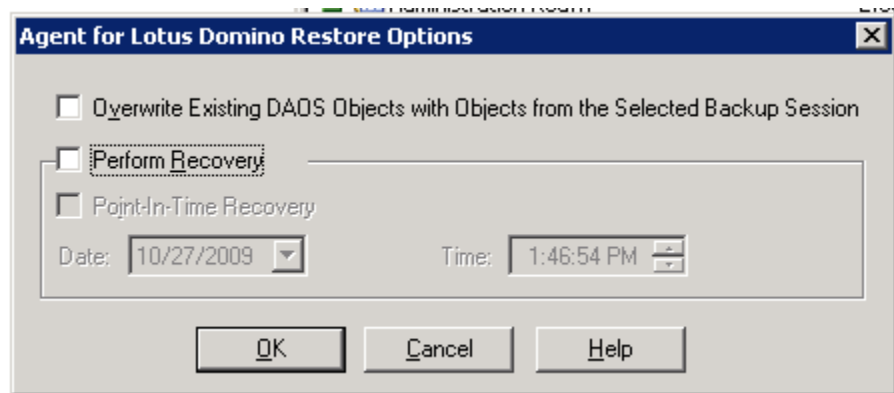 Agent for Lotus Domino Restore Options
Overwrite Existing DAOS Objects with Objects from the Selected Backup Session
Perform Recovery
Point-In-Time Recovery
Date: 10/27/2009 Time: 1:46:54 PM
OK Cancel Help